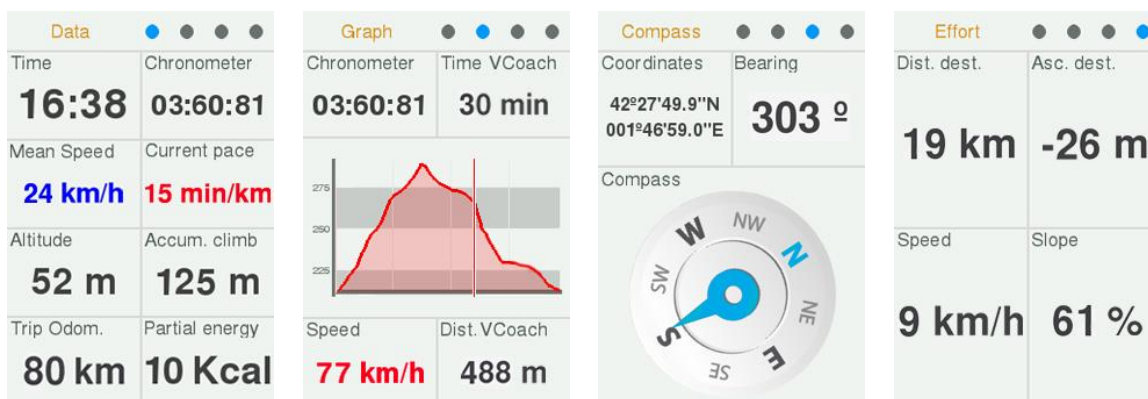 Data
Time
Chronometer
16:38
03:60:81
Mean Speed
Current pace
24 km/h
15 min/km
Altitude
Accum. climb
52 m
125 m
Trip Odom.
Partial energy
80 km
10 Kcal
Graph
Chronometer
Time VCoach
03:60:81
30 min
275
250
225
Speed
Dist. VCoach
77 km/h
488 m
Compass
Coordinates
Bearing
42º27'49.9"N
001º46'59.0"E
303 º
Compass
W
NW
N
SW
NE
S
SE
E
Effort
Dist. dest.
Asc. dest.
19 km
-26 m
Speed
Slope
9 km/h
61 %